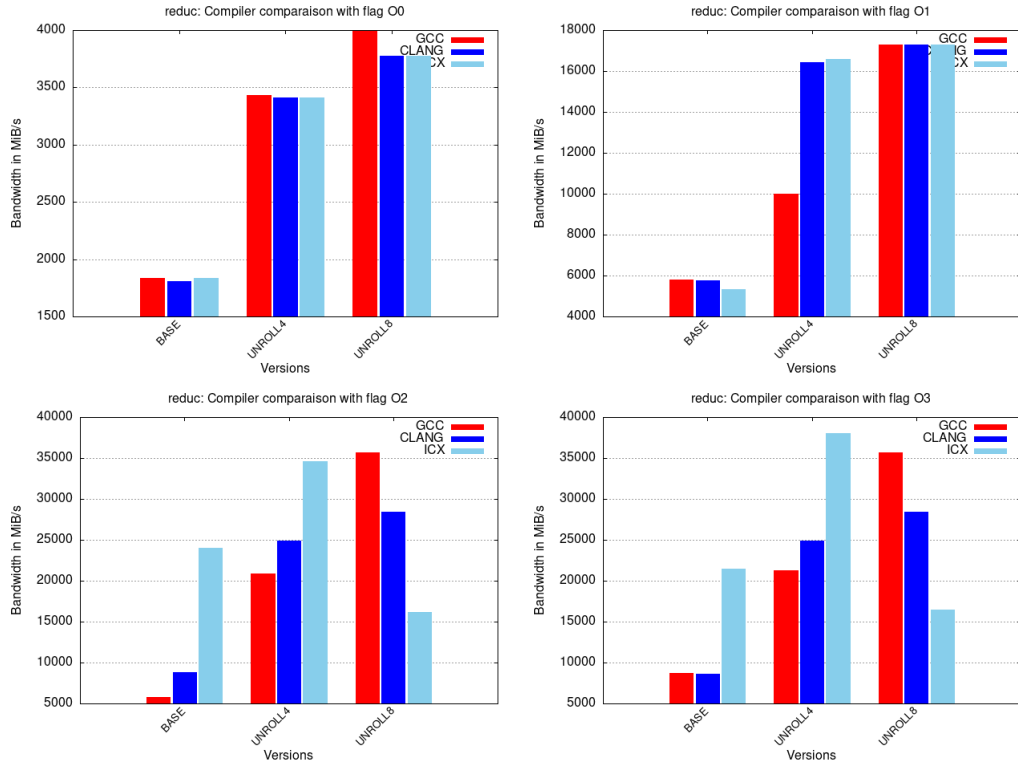 reduc: Compiler comparaison with flag O0
4000
3500
3000
2500
2000
1500
Bandwidth in MiB/s
GCC
CLANG
ICX
BASE
UNROLL4
UNROLL8
Versions
reduc: Compiler comparaison with flag O1
18000
16000
14000
12000
10000
8000
6000
4000
Bandwidth in MiB/s
GCC
CLANG
ICX
BASE
UNROLL4
UNROLL8
Versions
reduc: Compiler comparaison with flag O2
40000
35000
30000
25000
20000
15000
10000
5000
Bandwidth in MiB/s
GCC
CLANG
ICX
BASE
UNROLL4
UNROLL8
Versions
reduc: Compiler comparaison with flag O3
40000
35000
30000
25000
20000
15000
10000
5000
Bandwidth in MiB/s
GCC
CLANG
ICX
BASE
UNROLL4
UNROLL8
Versions